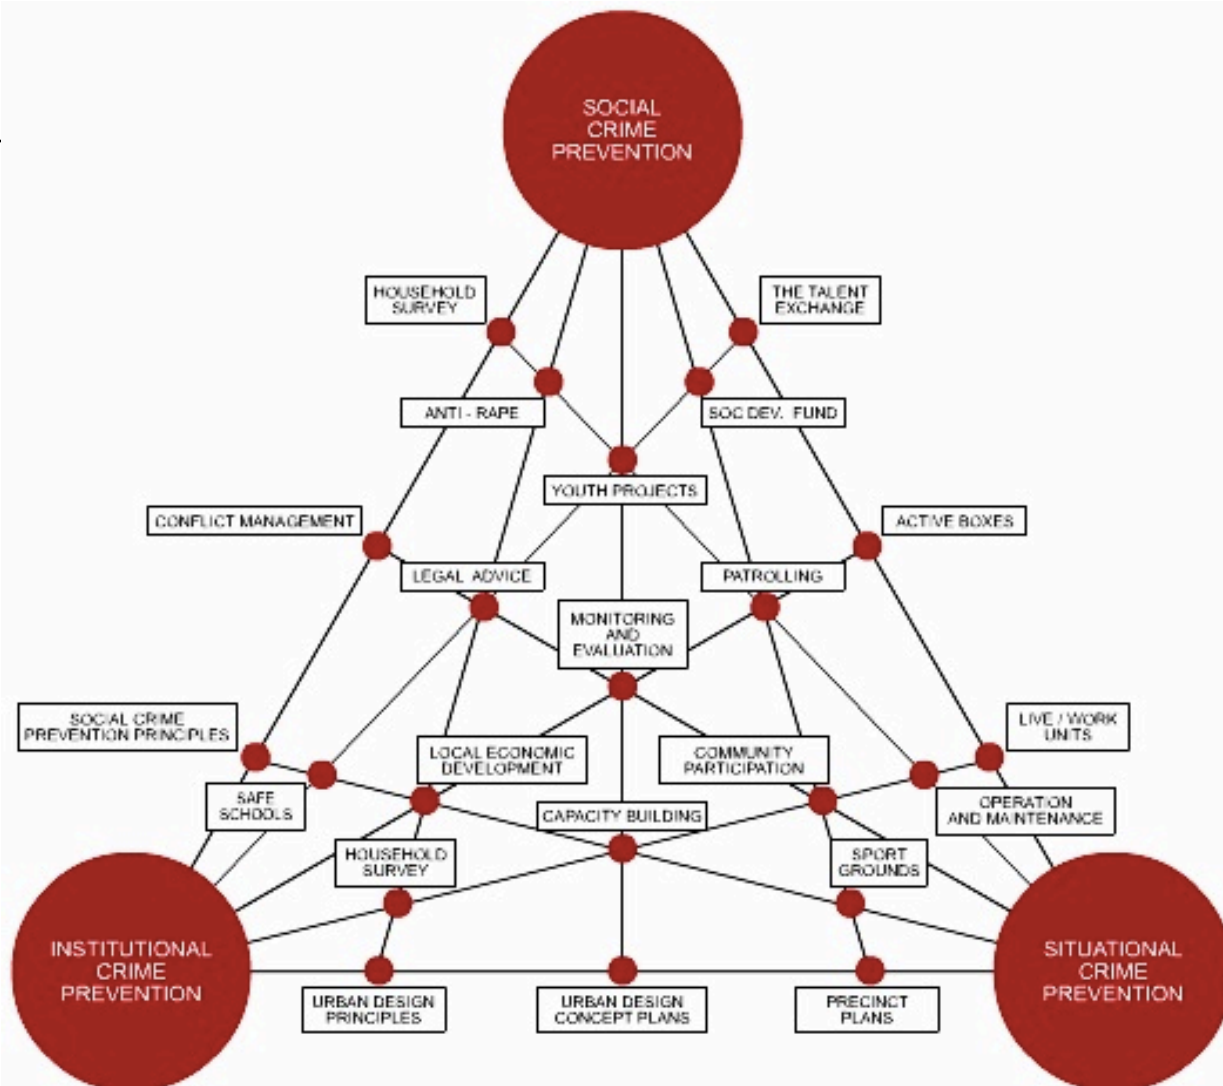 SOCIAL
CRIME
PREVENTION
HOUSEHOLD
SURVEY
THE TALENT
EXCHANGE
ANTI - RAPE
SOC DEV. FUND
YOUTH PROJECTS
CONFLICT MANAGEMENT
ACTIVE BOXES
LEGAL ADVICE
PATROLLING
MONITORING
AND
EVALUATION
SOCIAL CRIME
PREVENTION PRINCIPLES
LIVE / WORK
UNITS
LOCAL ECONOMIC
DEVELOPMENT
COMMUNITY
PARTICIPATION
SAFE
SCHOOLS
CAPACITY BUILDING
OPERATION
AND MAINTENANCE
HOUSEHOLD
SURVEY
SPORT
GROUNDS
INSTITUTIONAL
CRIME
PREVENTION
SITUATIONAL
CRIME
PREVENTION
URBAN DESIGN
PRINCIPLES
URBAN DESIGN
CONCEPT PLANS
PRECINCT
PLANS